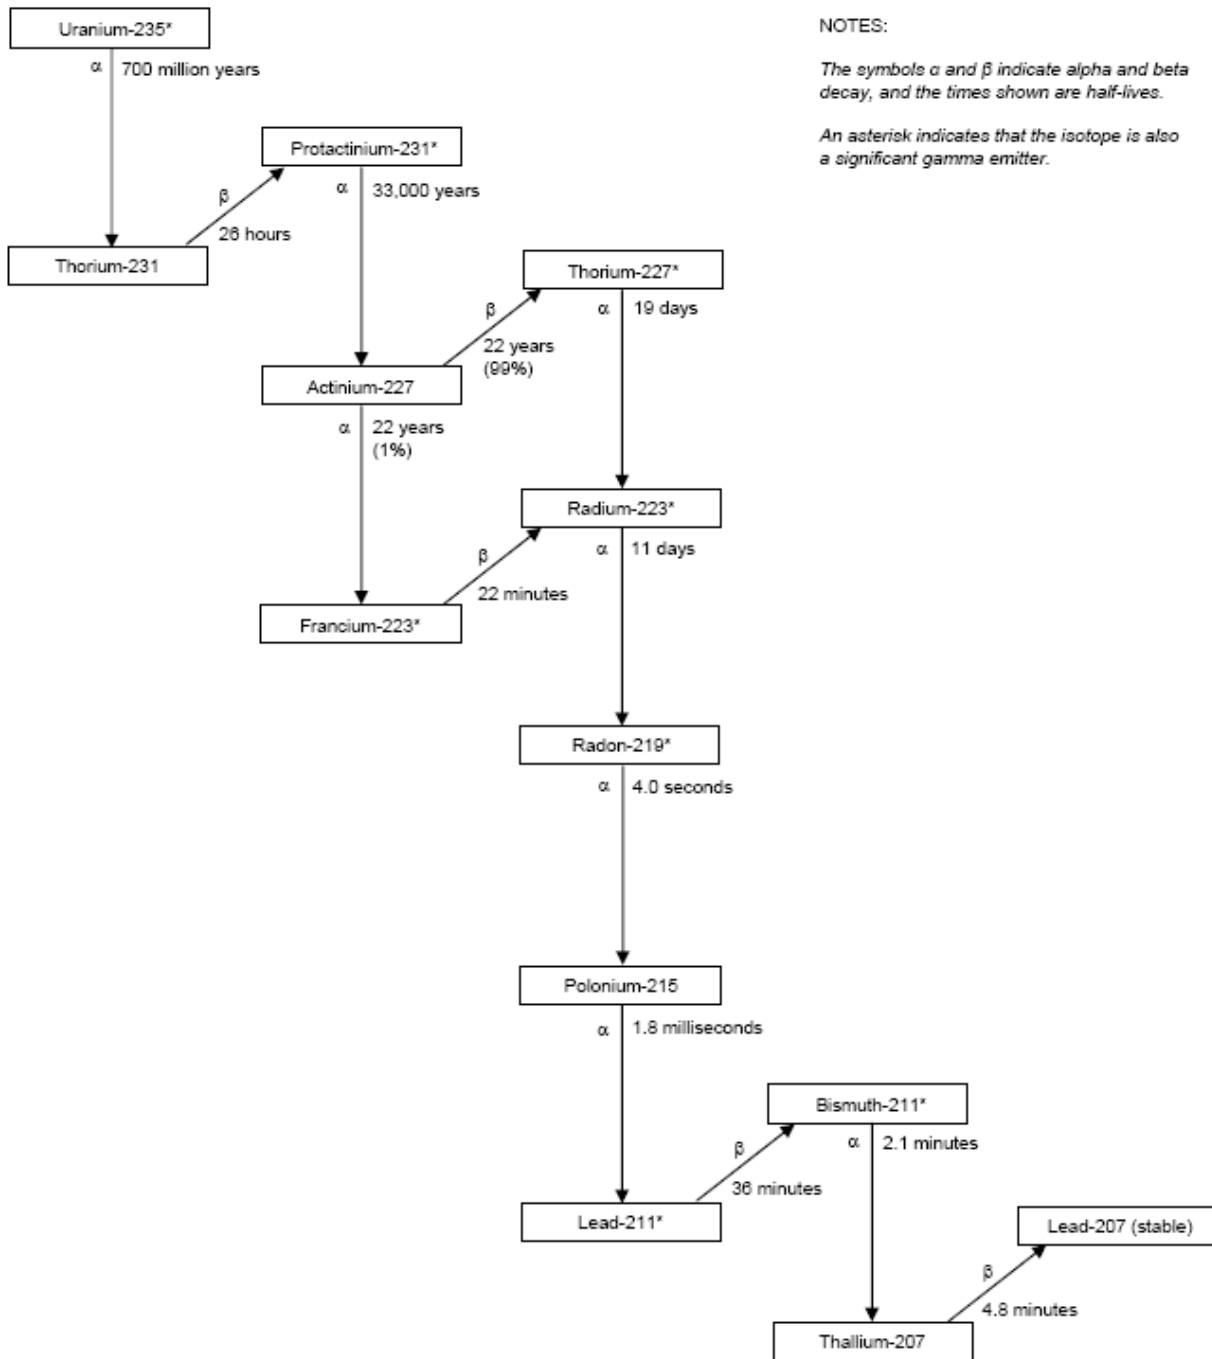 Uranium-235*
NOTES:
α 700 million years
The symbols α and β indicate alpha and beta
decay, and the times shown are half-lives.
An asterisk indicates that the isotope is also
a significant gamma emitter.
Protactinium-231*
α 33,000 years
β
26 hours
Thorium-231
Thorium-227*
α 19 days
β
22 years
(99%)
Actinium-227
α 22 years
(1%)
Radium-223*
α 11 days
β
22 minutes
Francium-223*
Radon-219*
α 4.0 seconds
Polonium-215
α 1.8 milliseconds
Bismuth-211*
α 2.1 minutes
β
36 minutes
Lead-211*
Lead-207 (stable)
β
4.8 minutes
Thallium-207